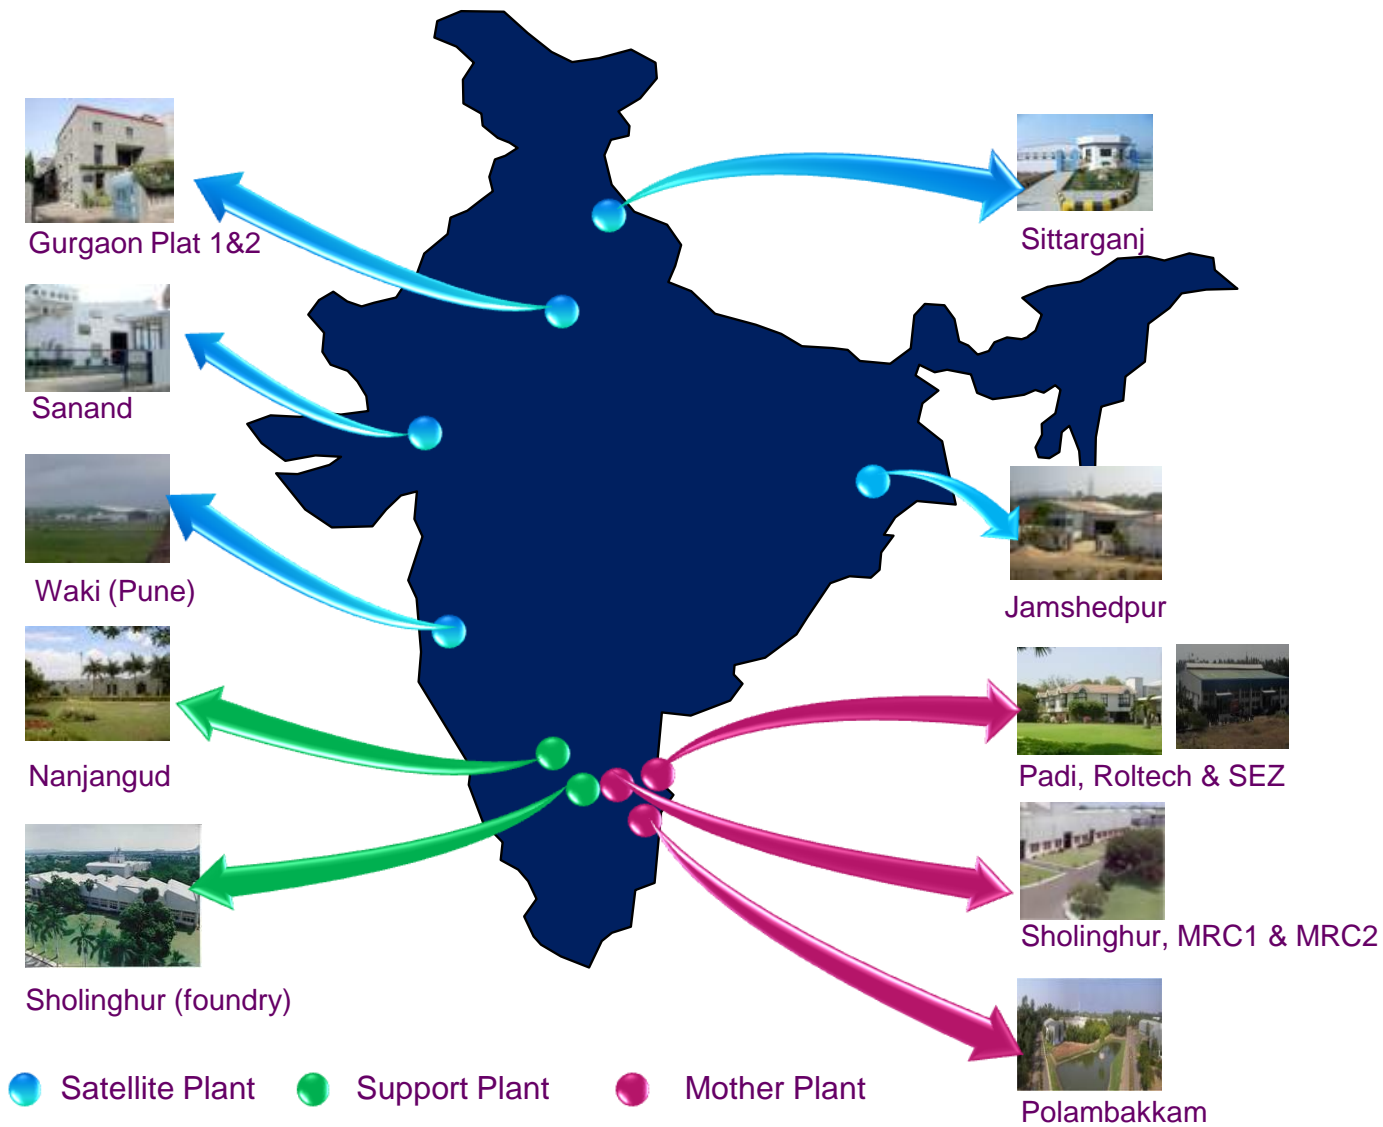 Gurgaon Plat 1&2
Sittarganj
Sanand
Waki (Pune)
Jamshedpur
Nanjangud
Padi, Roltech & SEZ
Sholinghur, MRC1 & MRC2
Sholinghur (foundry)
Satellite Plant
Support Plant
Mother Plant
Polambakkam